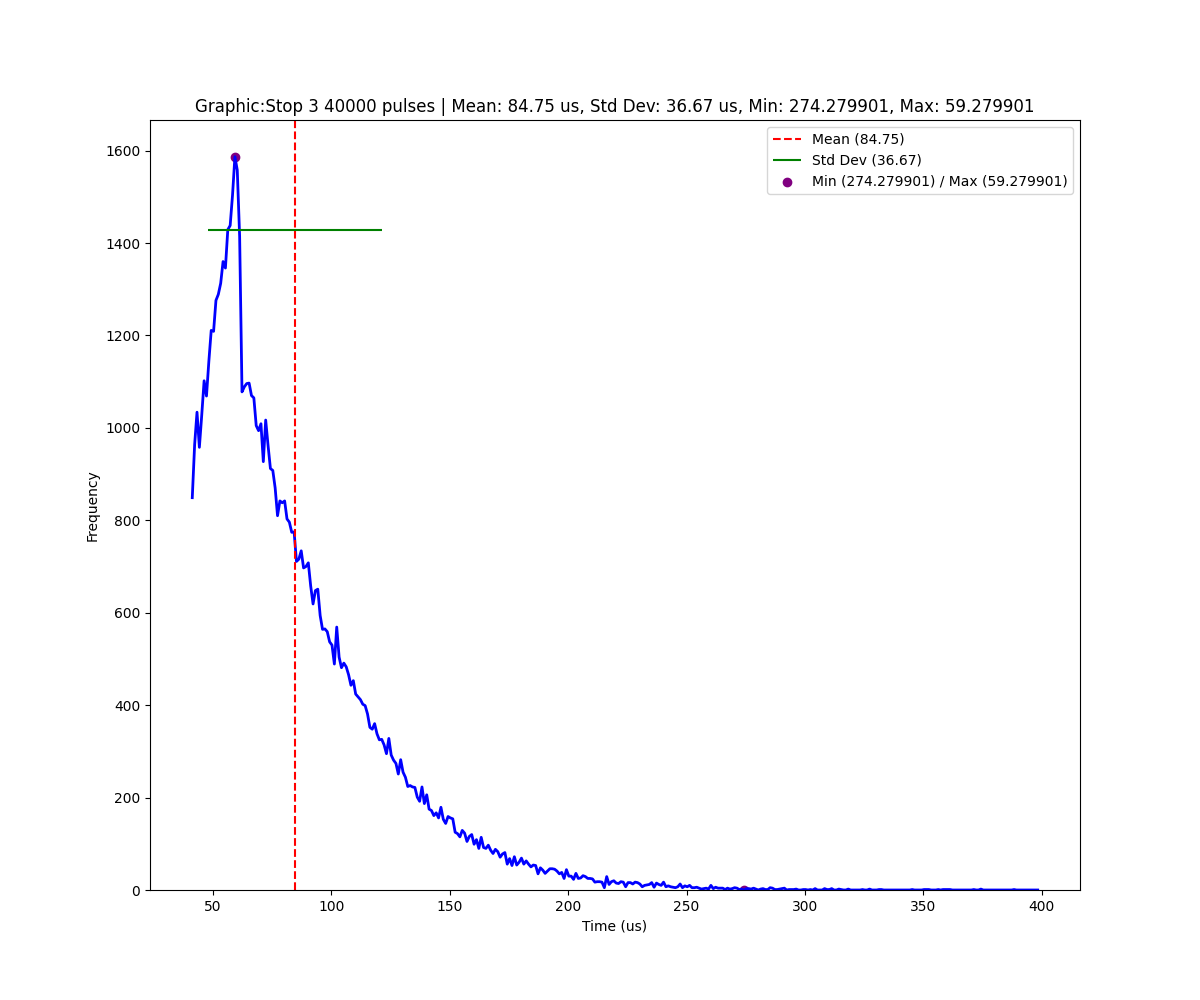 Graphic:Stop 3 40000 pulses | Mean: 84.75 us, Std Dev: 36.67 us, Min: 274.279901, Max: 59.279901
Mean (84.75)
Std Dev (36.67)
Min (274.279901) / Max (59.279901)
1600
1400
1200
1000
800
600
400
200
0
Frequency
50 100 150 200 250 300 350 400
Time (us)